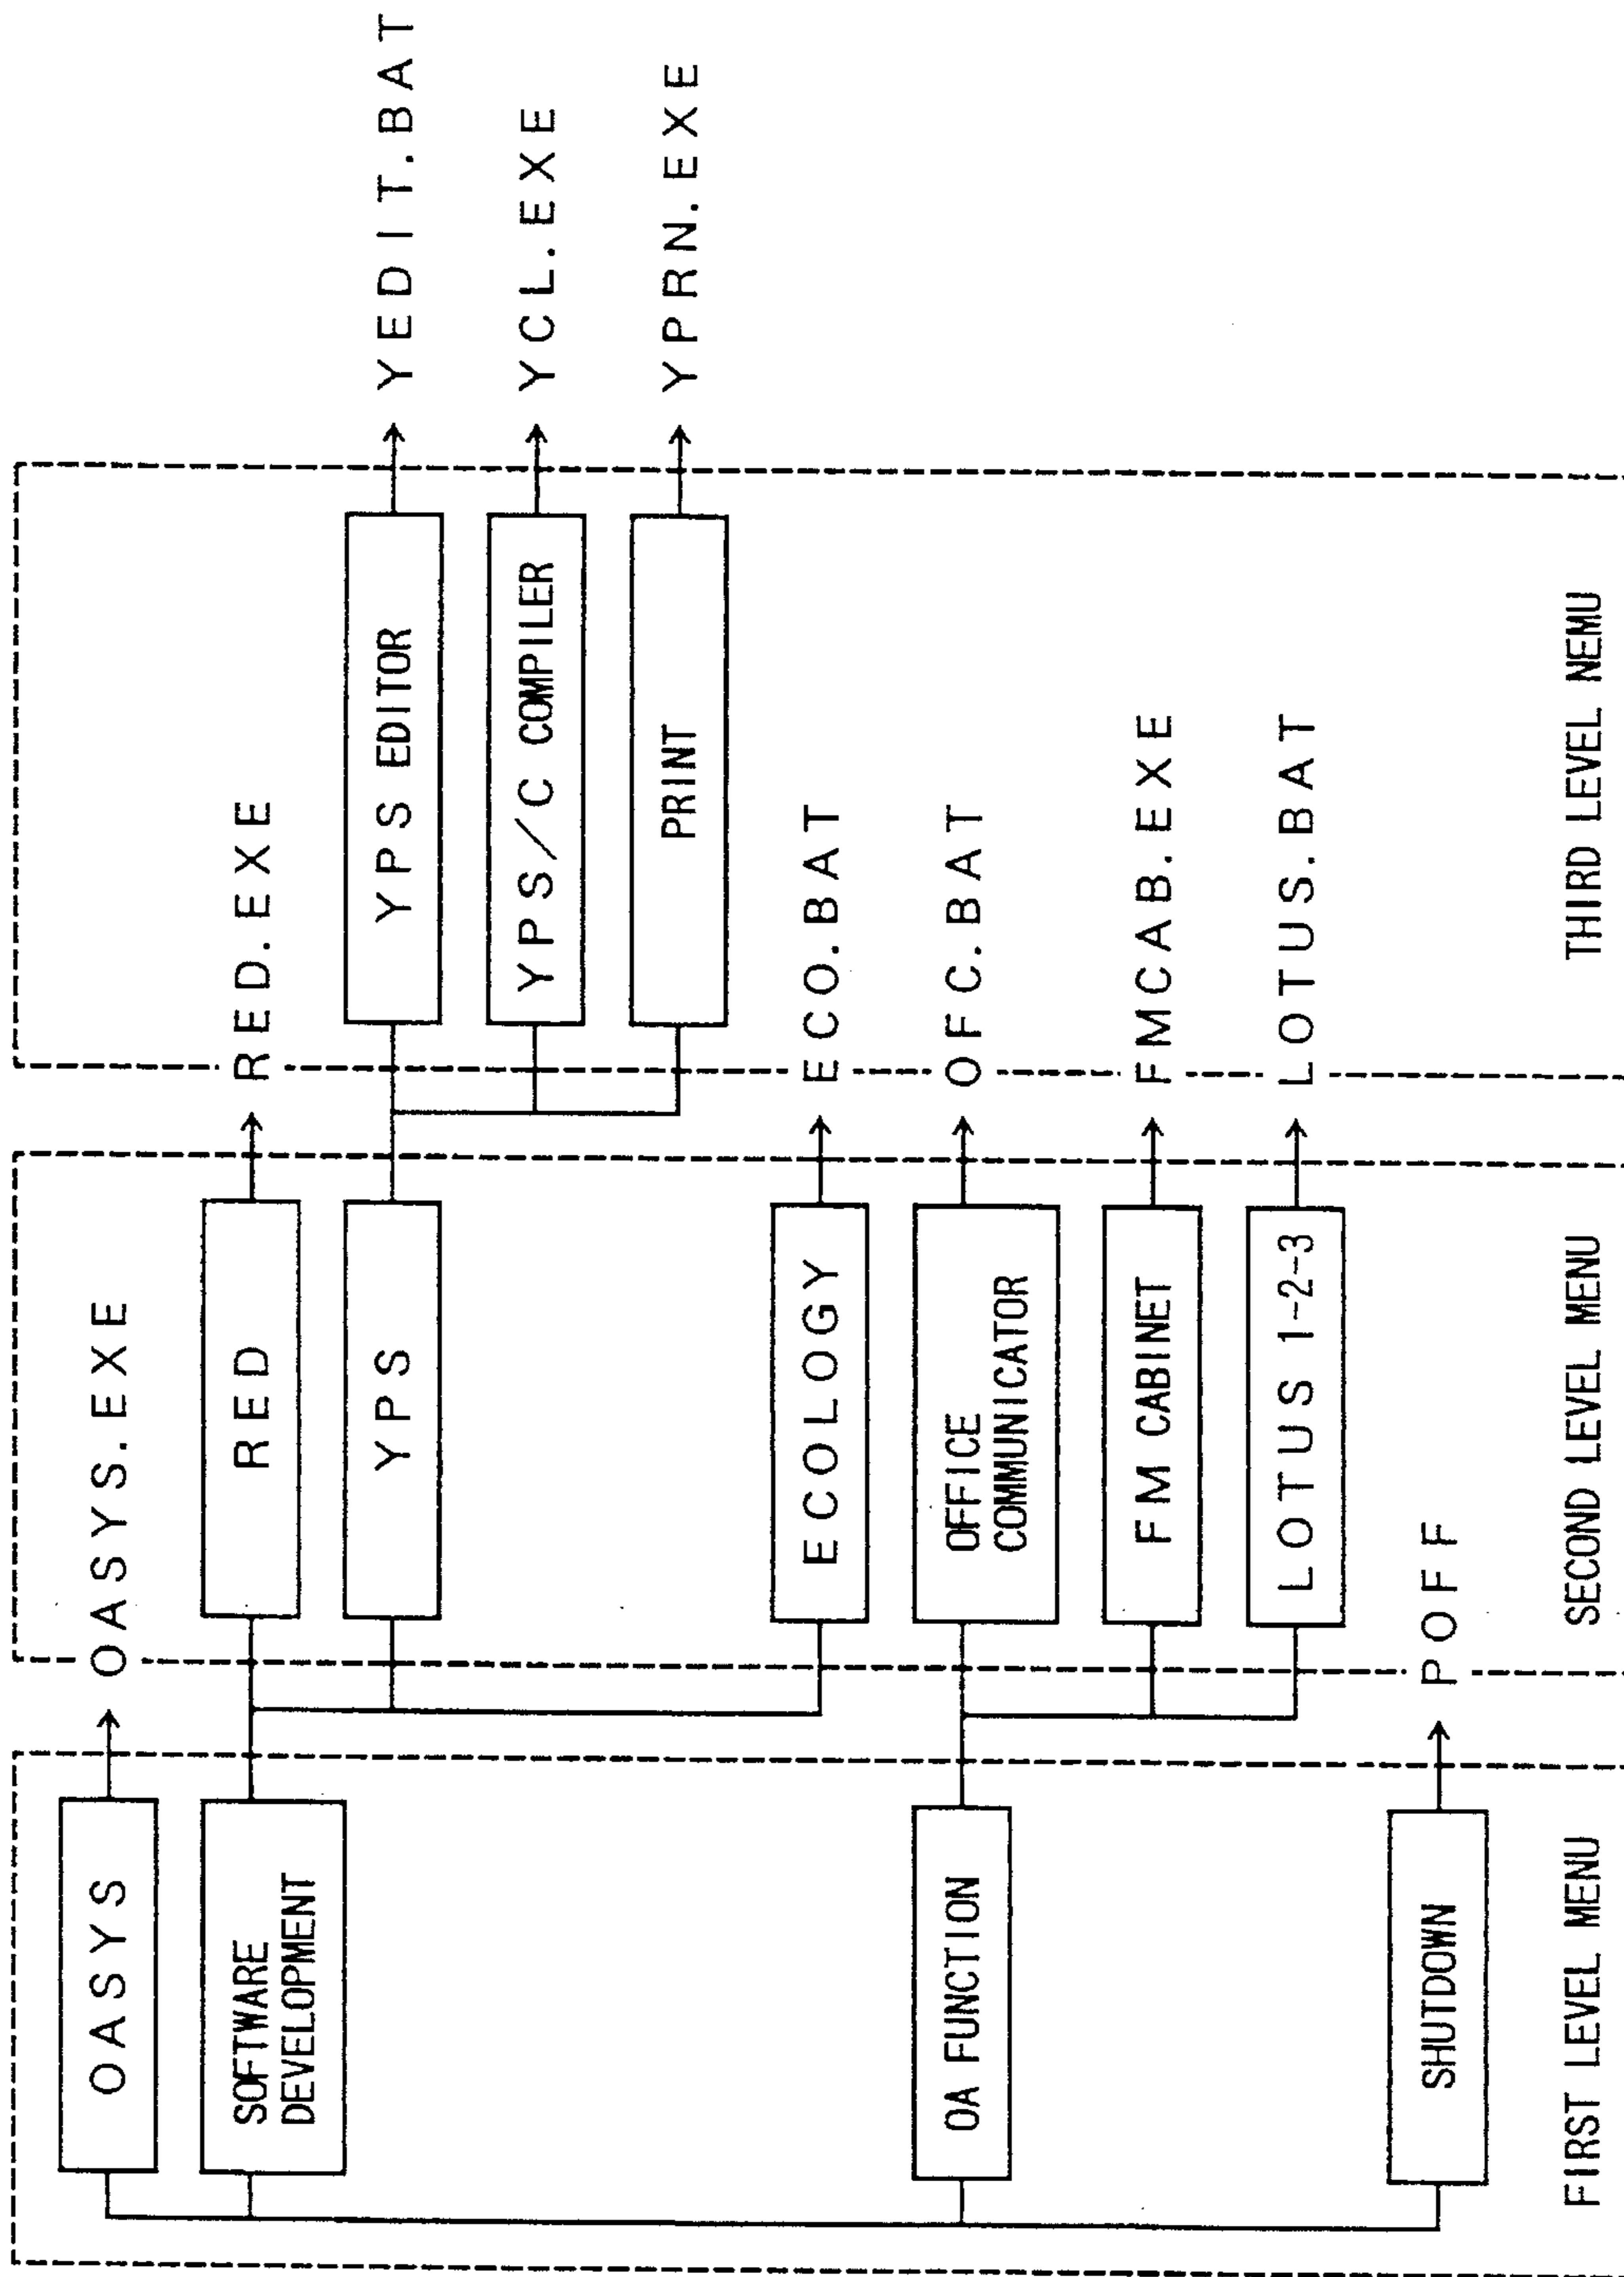 OASYS
OASYS.EXE
SOFTWARE
DEVELOPMENT
RED
RED.EXE
YPS
YPS EDITOR
YEDIT.BAT
YPS/C COMPILER
YCL.EXE
PRINT
YPRN.EXE
ECOLOGY
ECO.BAT
OA FUNCTION
OFFICE
COMMUNICATOR
OFC.BAT
FM CABINET
FMCAB.EXE
LOTUS 1-2-3
LOTUS.BAT
SHUTDOWN
POFF
FIRST LEVEL MENU
SECOND LEVEL MENU
THIRD LEVEL NEMU